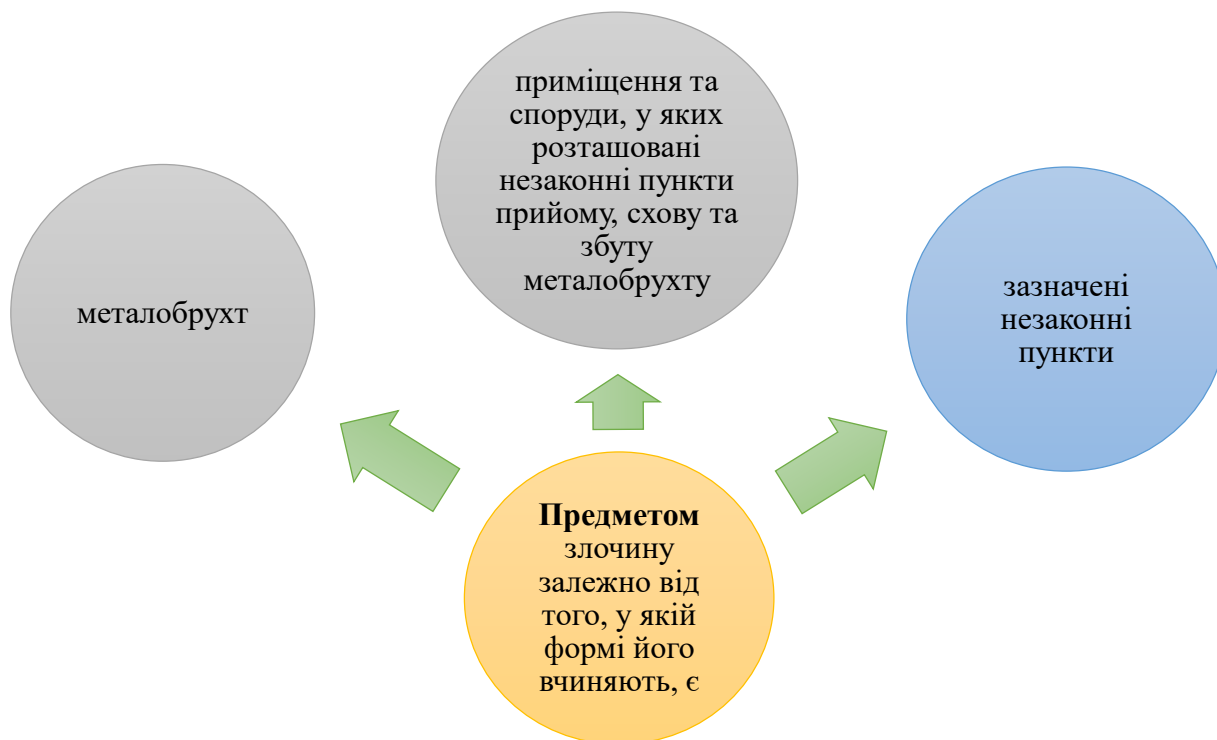 приміщення та
споруди, у яких
розташовані
незаконні пункти
прийому, схову та
збуту
металобрухту
металобрухт
зазначені
незаконні
пункти
Предметом
злочину
залежно від
того, у якій
формі його
вчиняють, є